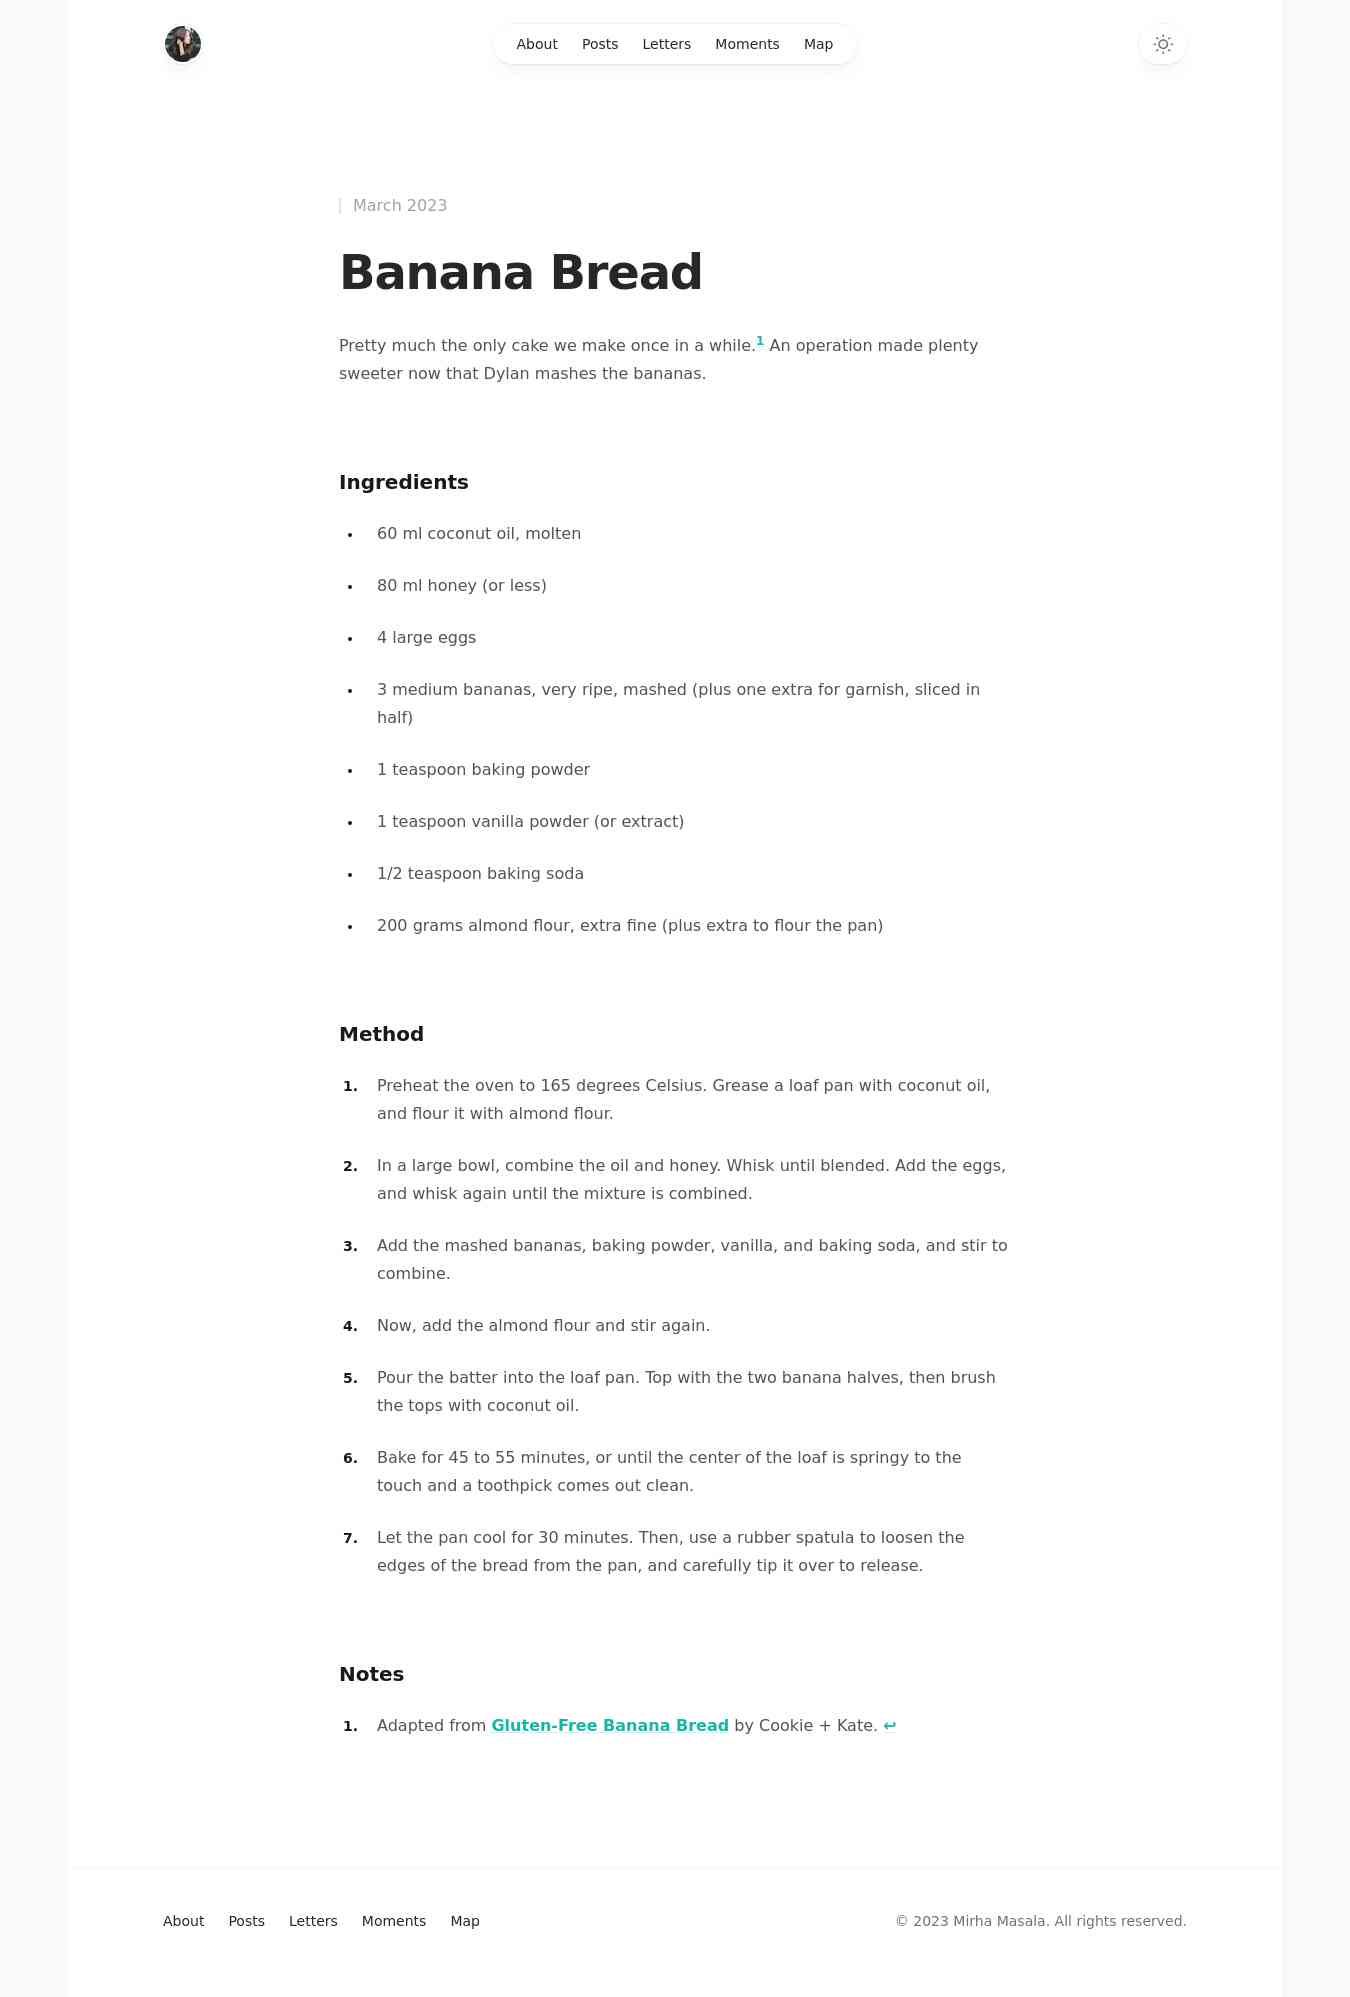 About Posts Letters Moments Map
March 2023
Banana Bread
Pretty much the only cake we make once in a while.1 An operation made plenty
sweeter now that Dylan mashes the bananas.
Ingredients
• 60 ml coconut oil, molten
• 80 ml honey (or less)
• 4 large eggs
• 3 medium bananas, very ripe, mashed (plus one extra for garnish, sliced in
half)
• 1 teaspoon baking powder
• 1 teaspoon vanilla powder (or extract)
• 1/2 teaspoon baking soda
• 200 grams almond flour, extra fine (plus extra to flour the pan)
Method
1. Preheat the oven to 165 degrees Celsius. Grease a loaf pan with coconut oil,
and flour it with almond flour.
2. In a large bowl, combine the oil and honey. Whisk until blended. Add the eggs,
and whisk again until the mixture is combined.
3. Add the mashed bananas, baking powder, vanilla, and baking soda, and stir to
combine.
4. Now, add the almond flour and stir again.
5. Pour the batter into the loaf pan. Top with the two banana halves, then brush
the tops with coconut oil.
6. Bake for 45 to 55 minutes, or until the center of the loaf is springy to the
touch and a toothpick comes out clean.
7. Let the pan cool for 30 minutes. Then, use a rubber spatula to loosen the
edges of the bread from the pan, and carefully tip it over to release.
Notes
1. Adapted from Gluten-Free Banana Bread by Cookie + Kate. ↩
About Posts Letters Moments Map © 2023 Mirha Masala. All rights reserved.